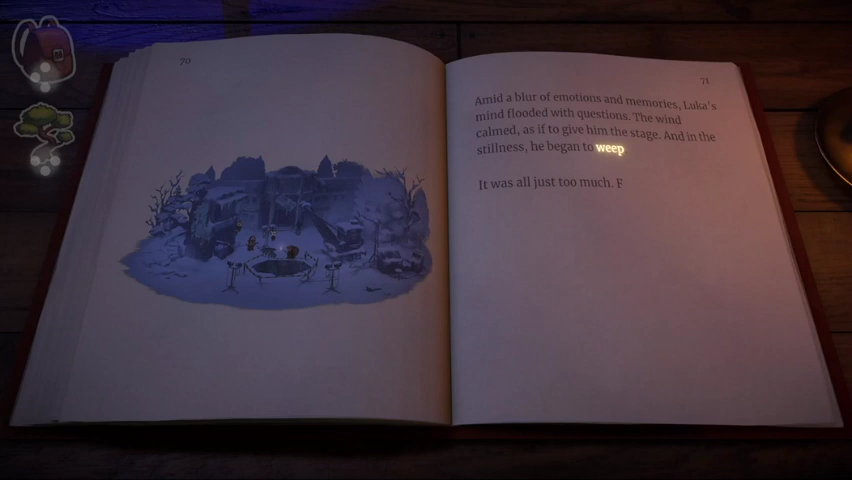 70
71
Amid a blur of emotions and memories, Luka's
mind flooded with questions. The wind
calmed, as if to give him the stage. And in the
stillness, he began to weep
It was all just too much. F